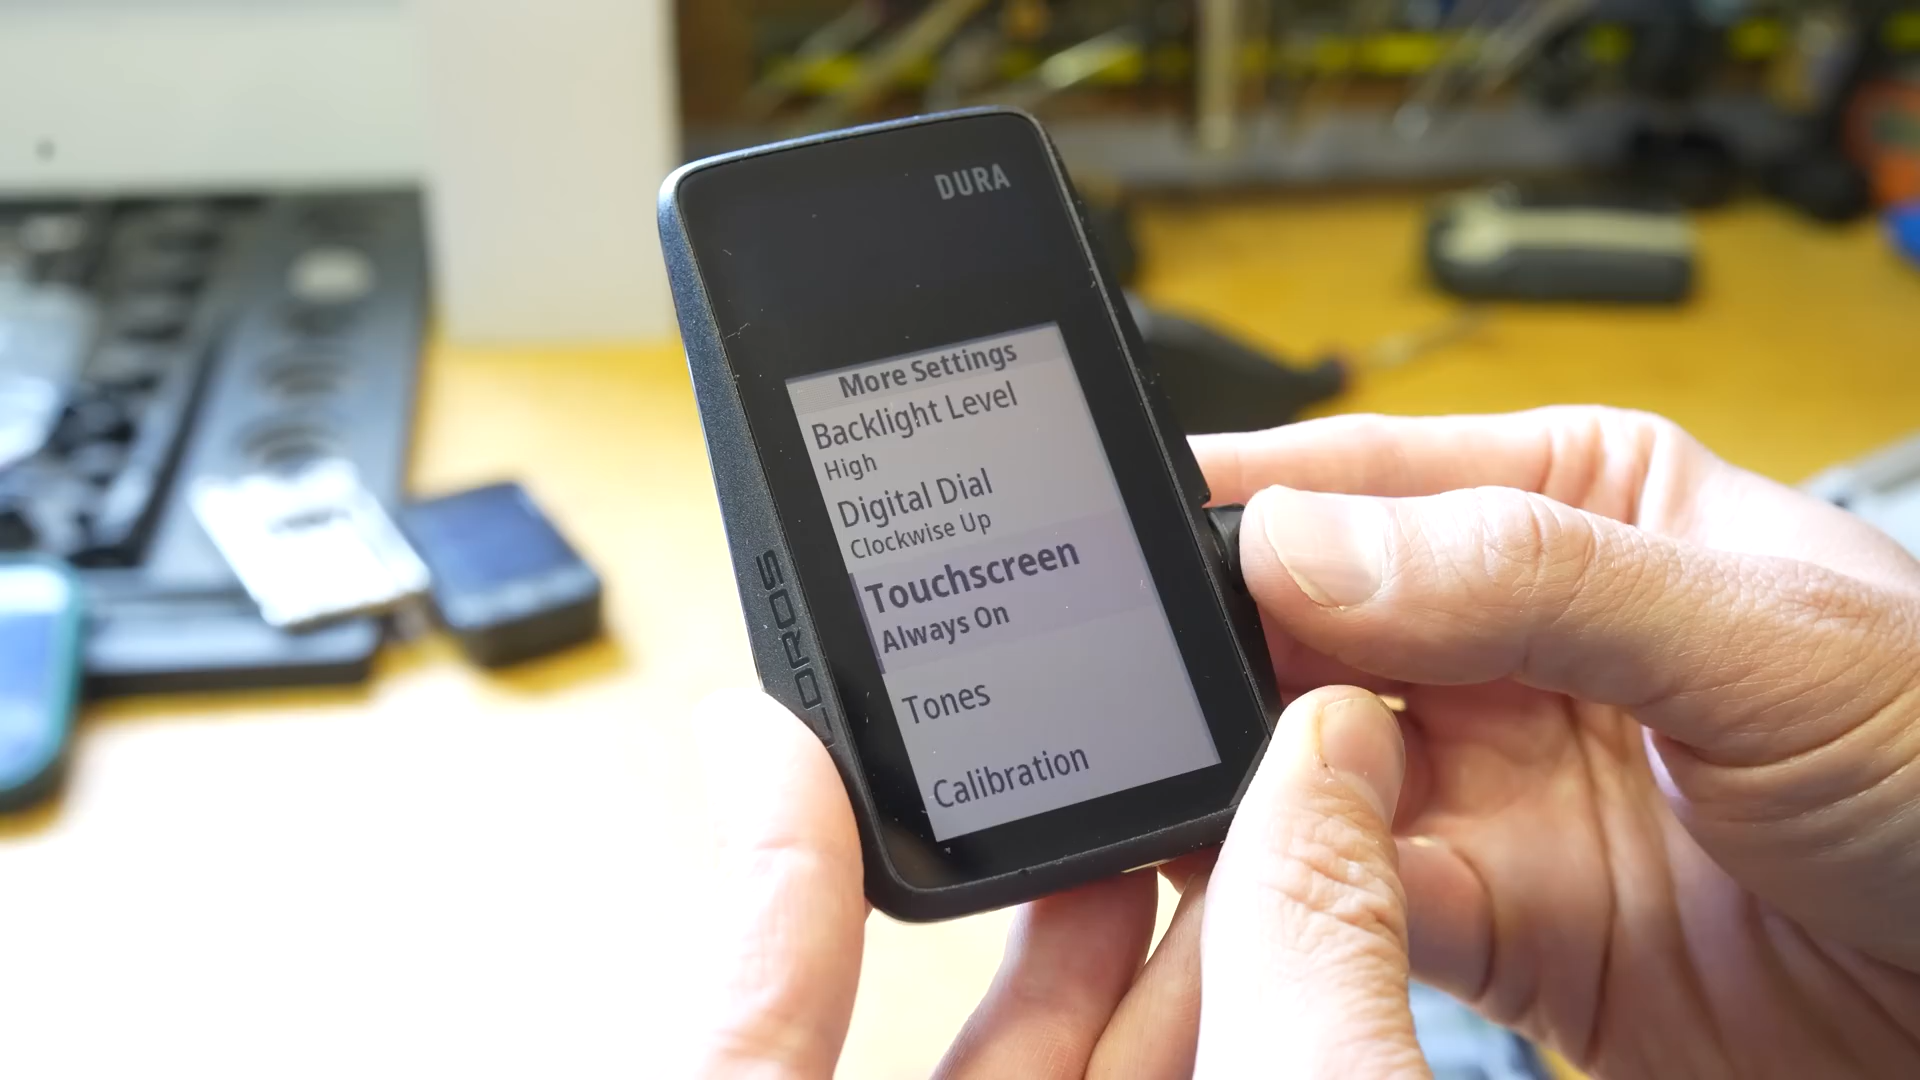 DURA
More Settings
Backlight Level
High
Digital Dial
Clockwise Up
Touchscreen
Always On
Tones
Calibration
COROS